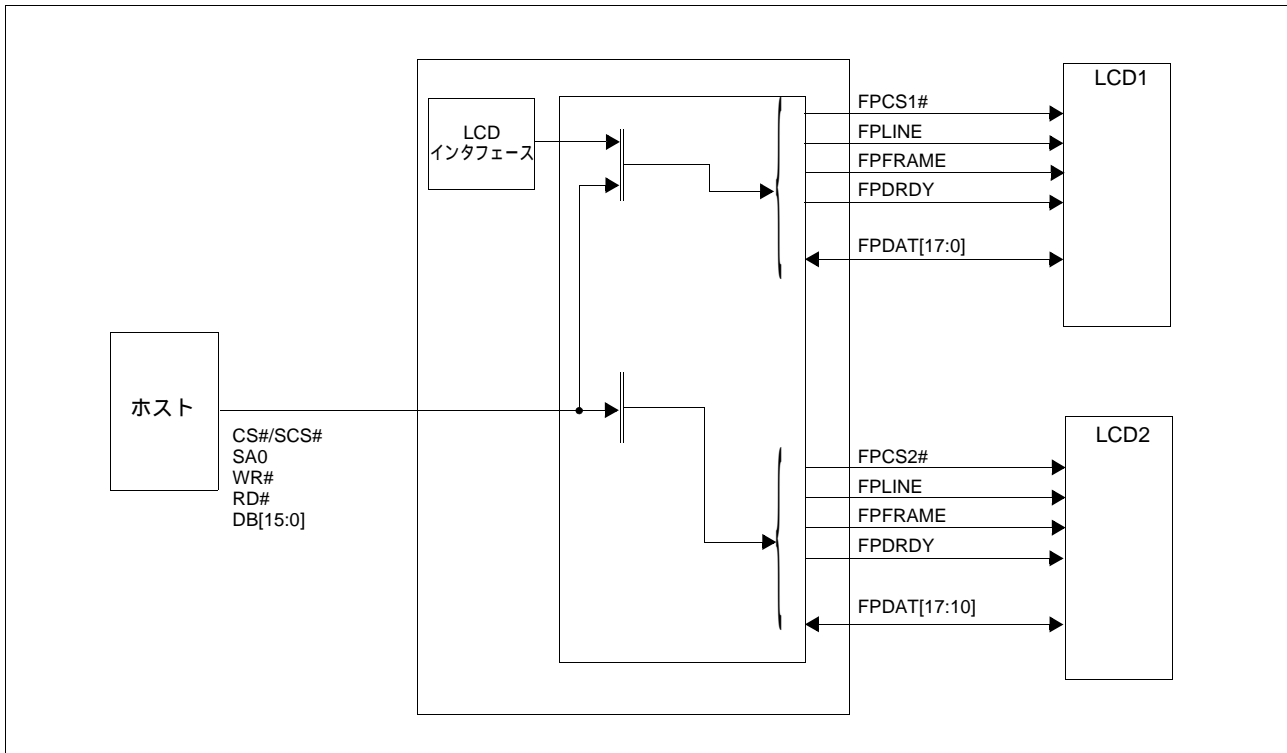 LCD
インタフェース
FPCS1#
FPLINE
FPFRAME
FPDRDY
FPDAT[17:0]
LCD1
ホスト
CS#/SCS#
SA0
WR#
RD#
DB[15:0]
FPCS2#
FPLINE
FPFRAME
FPDRDY
FPDAT[17:10]
LCD2